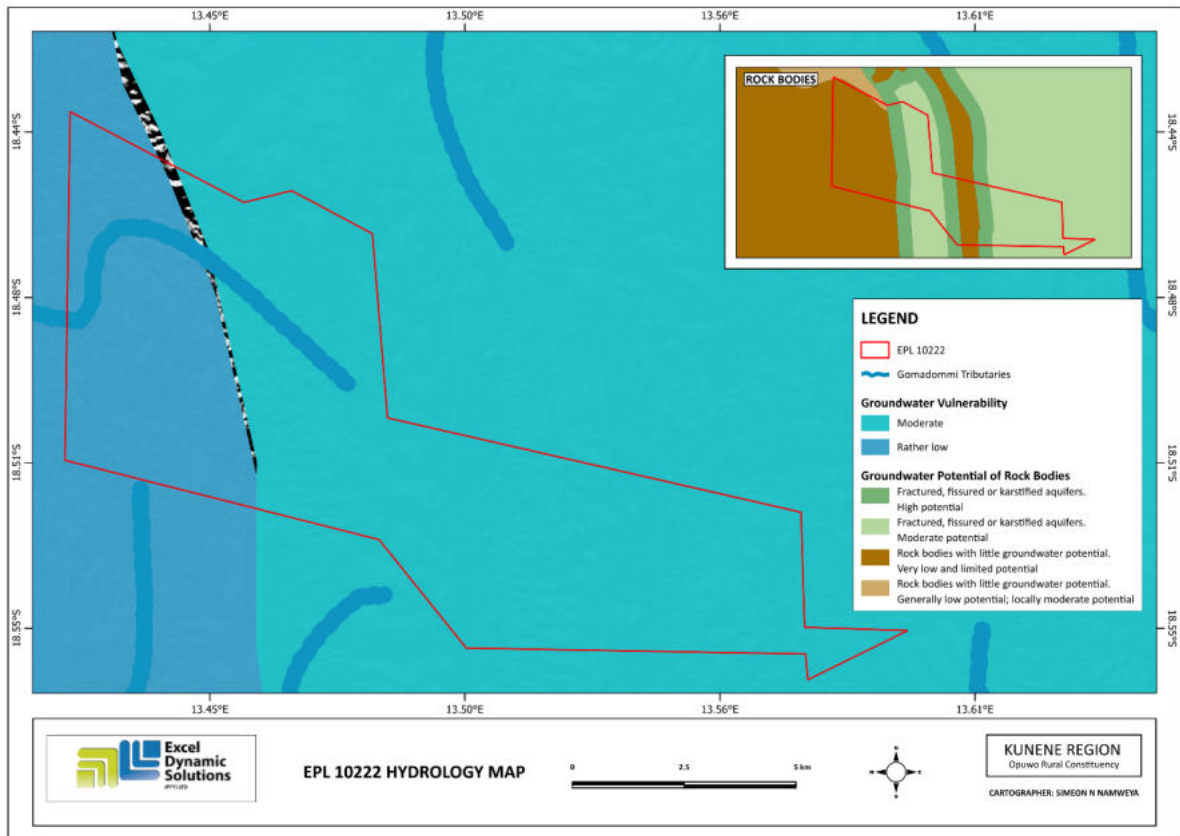 13.45°E
13.50°E
13.56°E
13.61°E
18.44°S
18.44°S
ROCK BODIES
18.48°S
18.48°S
LEGEND
EPL 10222
Gomadommi Tributaries
Groundwater Vulnerability
Moderate
Rather low
Groundwater Potential of Rock Bodies
Fractured, fissured or karstified aquifers.
High potential
Fractured, fissured or karstified aquifers.
Moderate potential
Rock bodies with little groundwater potential.
Very low and limited potential
Rock bodies with little groundwater potential.
Generally low potential; locally moderate potential
18.51°S
18.51°S
18.55°S
18.55°S
13.45°E
13.50°E
13.56°E
13.61°E
Excel
Dynamic
Solutions
(PTY) LTD
EPL 10222 HYDROLOGY MAP
0
2.5
5 km
N
E
S
W
KUNENE REGION
Opuwo Rural Constituency
CARTOGRAPHER: SIMEON N NAMWEYA